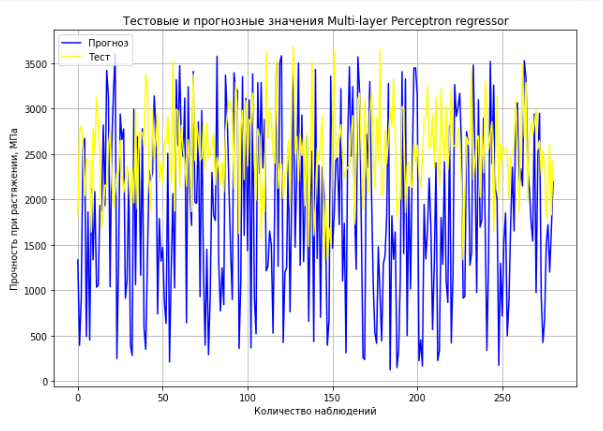 Тестовые и прогнозные значения Multi-layer Perceptron regressor
Прогноз
Тест
Прочность при растяжении, МПа
3500
3000
2500
2000
1500
1000
500
0
0
50
100
150
200
250
Количество наблюдений